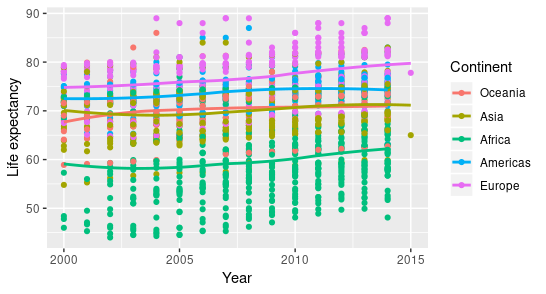 90
80
70
60
50
Life expectancy
2000
2005
2010
2015
Year
Continent
Oceania
Asia
Africa
Americas
Europe